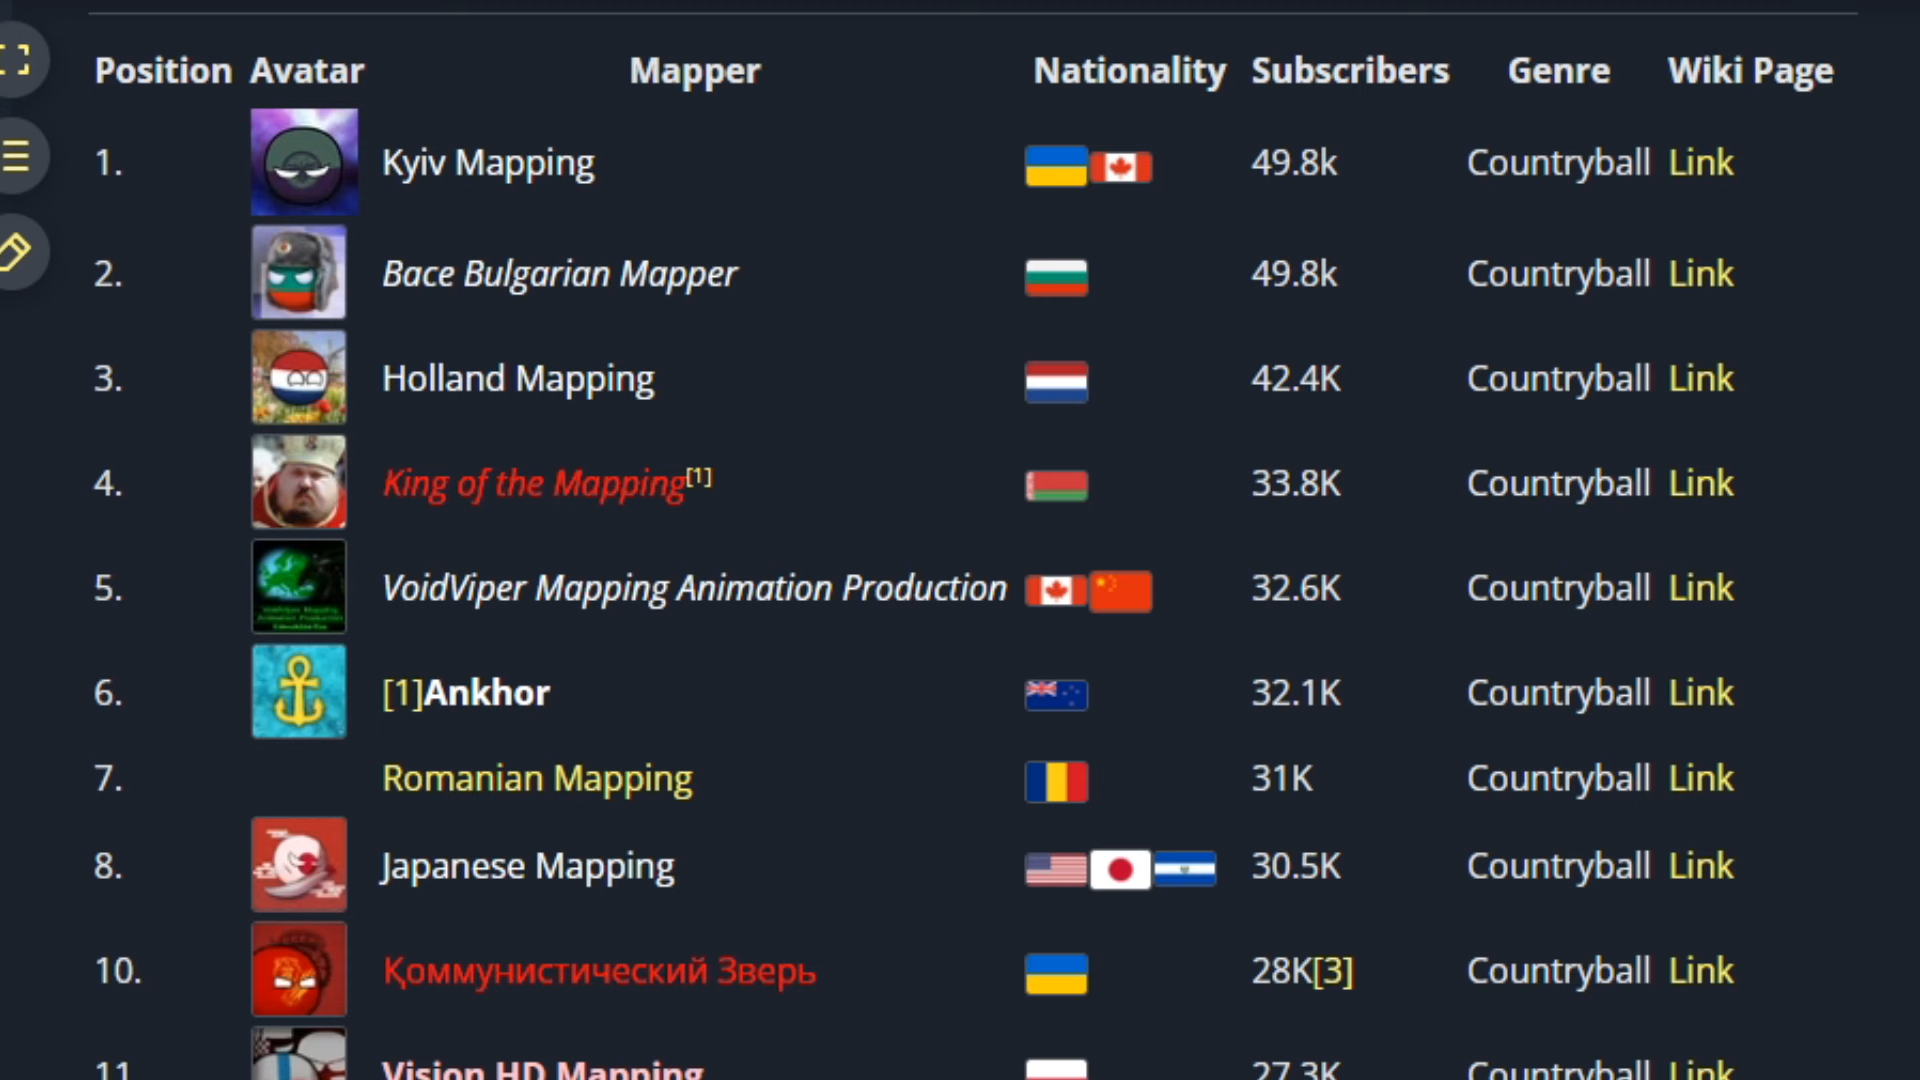 Position Avatar Mapper Nationality Subscribers Genre Wiki Page
1. Kyiv Mapping 49.8k Countryball Link
2. Bace Bulgarian Mapper 49.8k Countryball Link
3. Holland Mapping 42.4K Countryball Link
4. King of the Mapping[1] 33.8K Countryball Link
5. VoidViper Mapping Animation Production 32.6K Countryball Link
6. [1]Ankhor 32.1K Countryball Link
7. Romanian Mapping 31K Countryball Link
8. Japanese Mapping 30.5K Countryball Link
10. Қоммунистический Зверь 28K[3] Countryball Link
11. Vision HD Mapping 27.3K Countryball Link